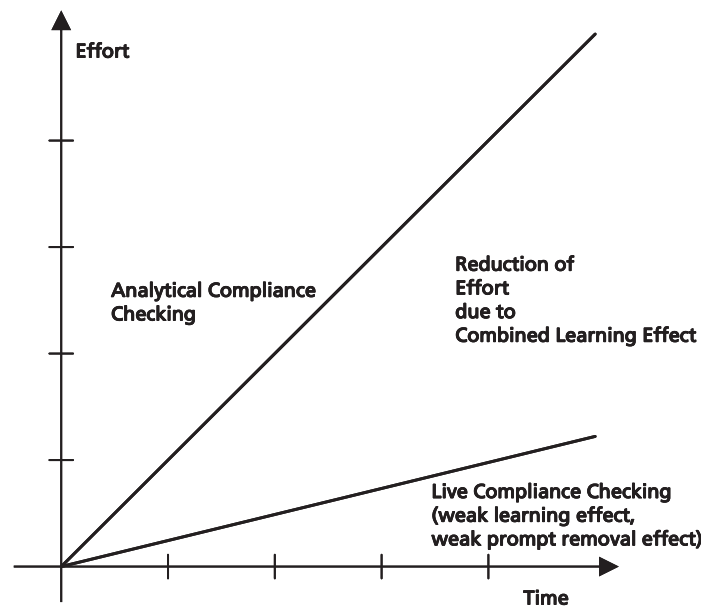 Effort
Analytical Compliance
Checking
Reduction of
Effort
due to
Combined Learning Effect
Live Compliance Checking
(weak learning effect,
weak prompt removal effect)
Time